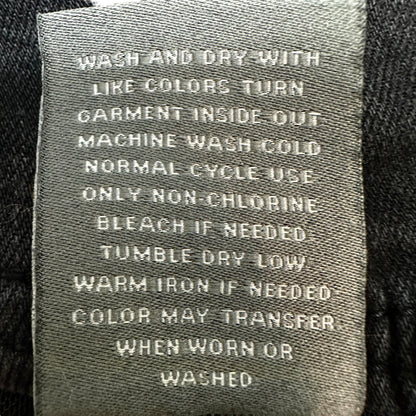 WASH AND DRY WITH
LIKE COLORS TURN
GARMENT INSIDE OUT
MACHINE WASH COLD
NORMAL CYCLE USE
ONLY NON-CHLORINE
BLEACH IF NEEDED
TUMBLE DRY LOW
WARM IRON IF NEEDED
COLOR MAY TRANSFER
WHEN WORN OR
WASHED